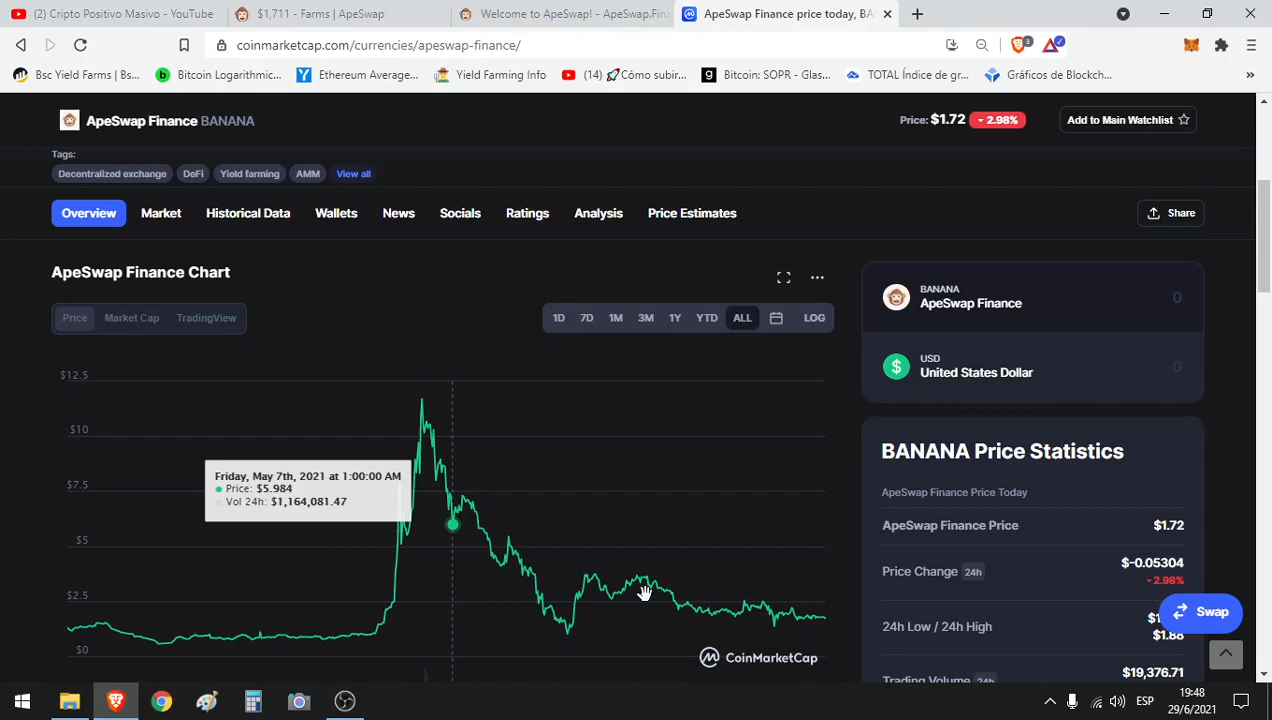 (2) Cripto Positivo Masivo - YouTube
$1,711 - Farms | ApeSwap
Welcome to ApeSwap! - ApeSwap.Fin
ApeSwap Finance price today, BA
coinmarketcap.com/currencies/apeswap-finance/
3
Bsc Yield Farms | Bs...
Bitcoin Logarithmic...
Ethereum Average...
Yield Farming Info
(14) 🚀Cómo subir...
Bitcoin: SOPR - Glas...
TOTAL Índice de gr...
Gráficos de Blockch...
ApeSwap Finance BANANA
Price: $1.72 2.98%
Add to Main Watchlist
Tags:
Decentralized exchange DeFi Yield farming AMM View all
Overview Market Historical Data Wallets News Socials Ratings Analysis Price Estimates
Share
ApeSwap Finance Chart
Price Market Cap TradingView
1D 7D 1M 3M 1Y YTD ALL LOG
$12.5
$10
$7.5
$5
$2.5
$0
Friday, May 7th, 2021 at 1:00:00 AM
Price: $5.984
Vol 24h: $1,164,081.47
CoinMarketCap
BANANA
ApeSwap Finance 0
USD
United States Dollar 0
BANANA Price Statistics
ApeSwap Finance Price Today
ApeSwap Finance Price $1.72
Price Change 24h $-0.05304
2.98%
24h Low / 24h High
$1.88
Swap
Trading Volume 24h $19,376.71
ESP
19:48
29/6/2021